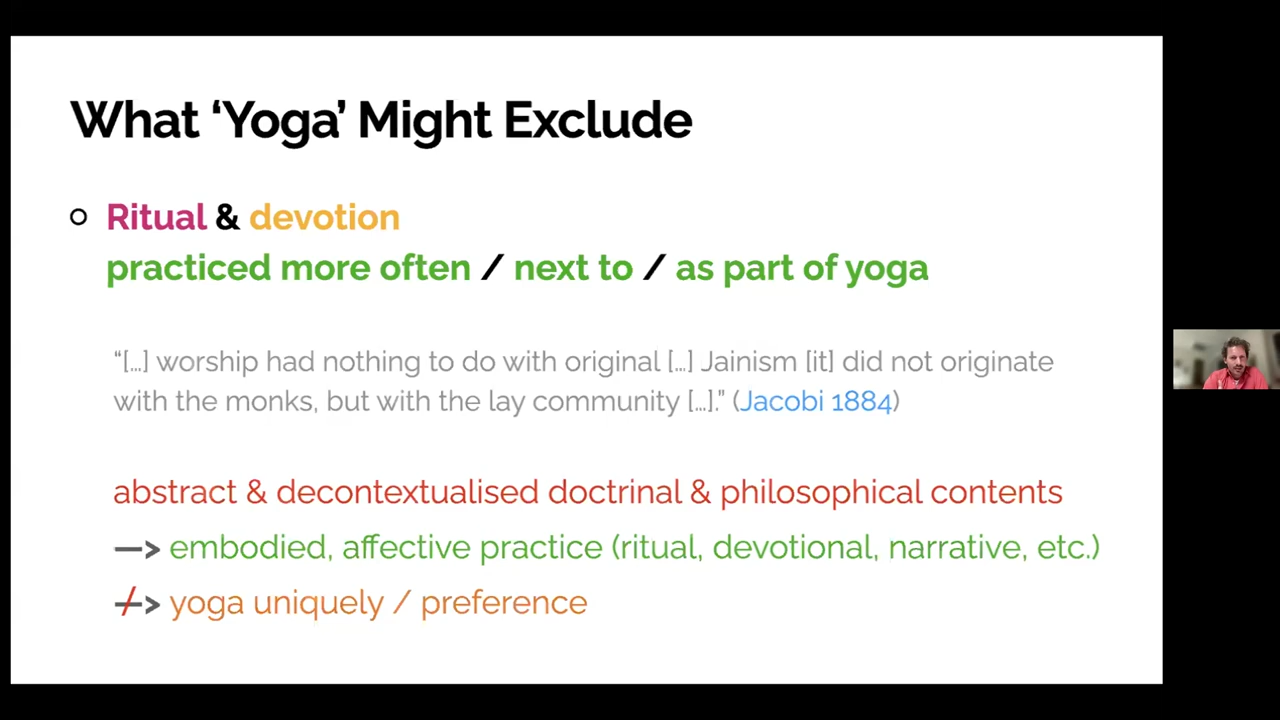 What ‘Yoga’ Might Exclude
Ritual & devotion
practiced more often / next to / as part of yoga
“[…] worship had nothing to do with original […] Jainism [it] did not originate
with the monks, but with the lay community […].” (Jacobi 1884)
abstract & decontextualised doctrinal & philosophical contents
—> embodied, affective practice (ritual, devotional, narrative, etc.)
-/-> yoga uniquely / preference